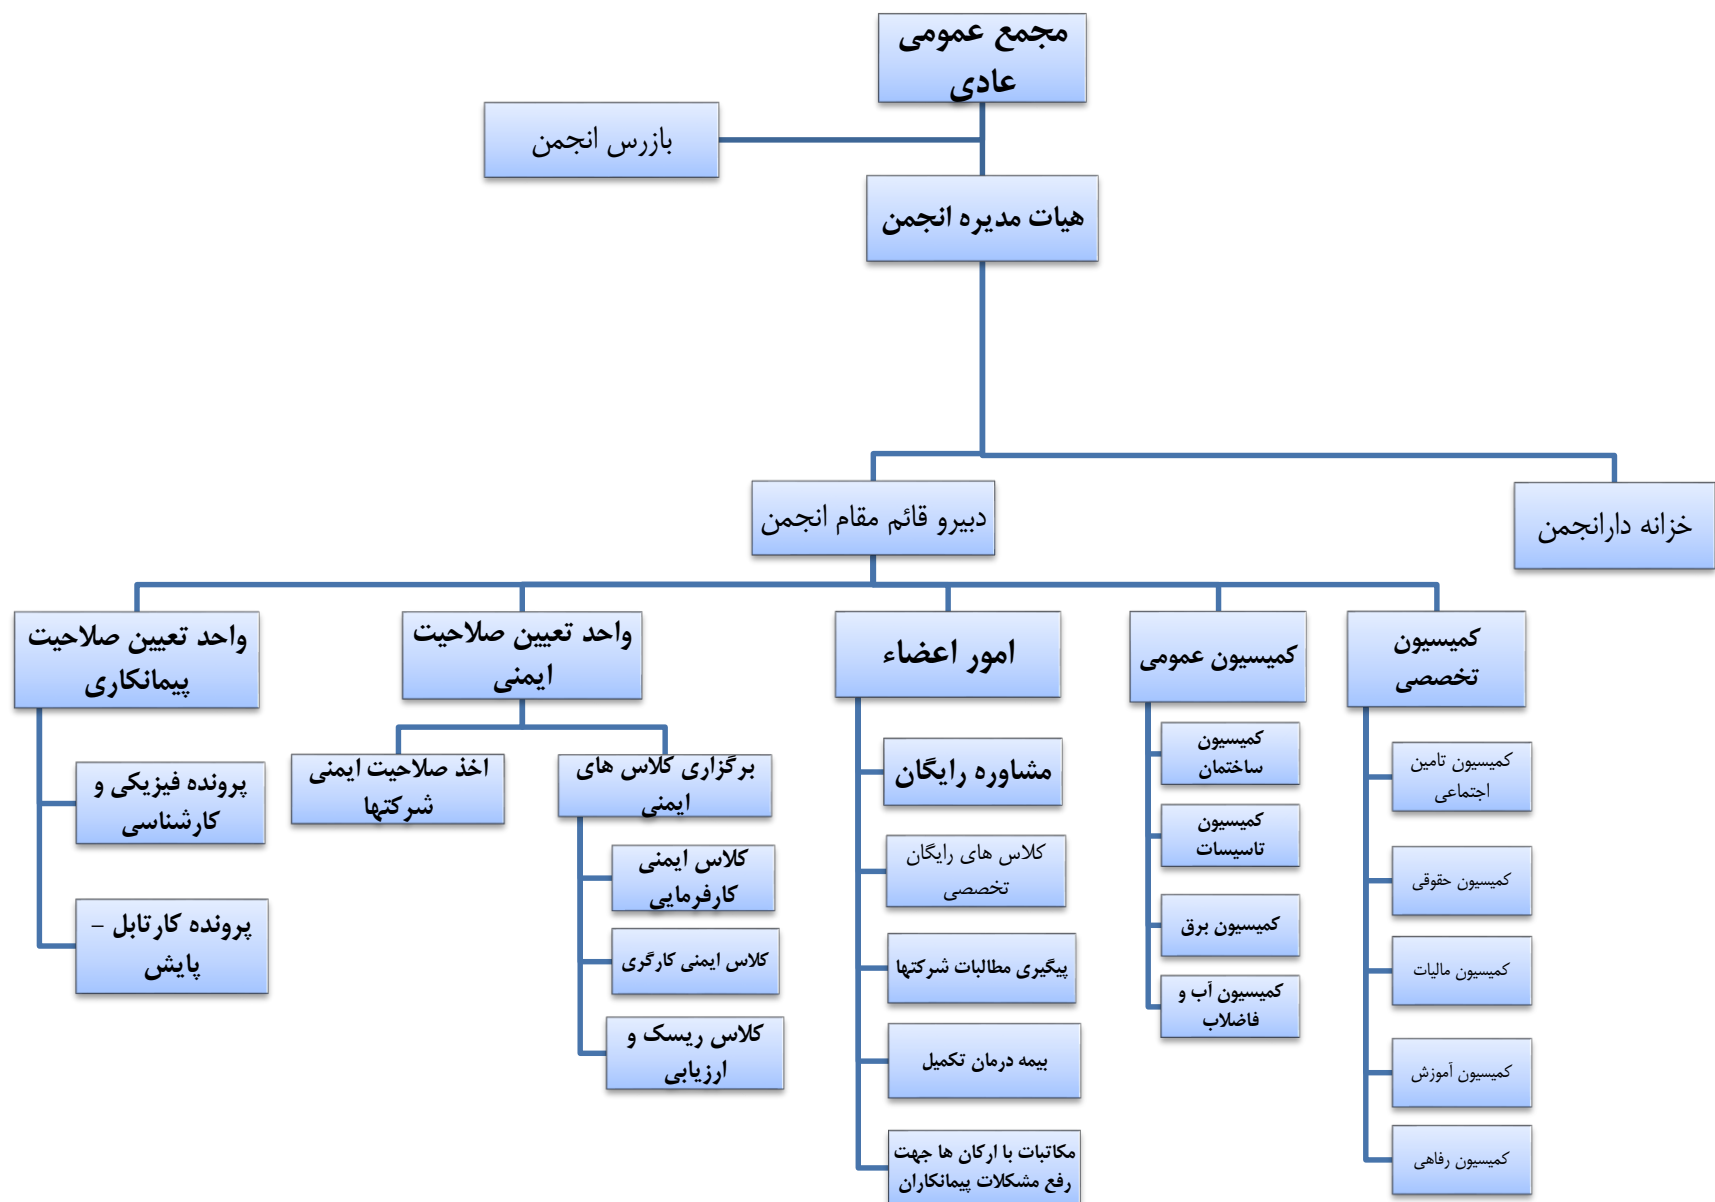 مجمع عمومی
عادی
بازرس انجمن
هیات مدیره انجمن
خزانه دارانجمن
دبیرو قائم مقام انجمن
کمیسیون
تخصصی
کمیسیون تامین
اجتماعی
کمیسیون حقوقی
کمیسیون مالیات
کمیسیون آموزش
کمیسیون رفاهی
کمیسیون عمومی
کمیسیون
ساختمان
کمیسیون
تاسیسات
کمیسیون برق
کمیسیون آب و
فاضلاب
امور اعضاء
مشاوره رایگان
کلاس های رایگان
تخصصی
پیگیری مطالبات شرکتها
بیمه درمان تکمیل
مکاتبات با ارکان ها جهت
رفع مشکلات پیمانکاران
واحد تعیین صلاحیت
ایمنی
برگزاری کلاس های
ایمنی
کلاس ایمنی
کارفرمایی
کلاس ایمنی کارگری
کلاس ریسک و
ارزیابی
اخذ صلاحیت ایمنی
شرکتها
واحد تعیین صلاحیت
پیمانکاری
پرونده فیزیکی و
کارشناسی
پرونده کارتابل –
پایش